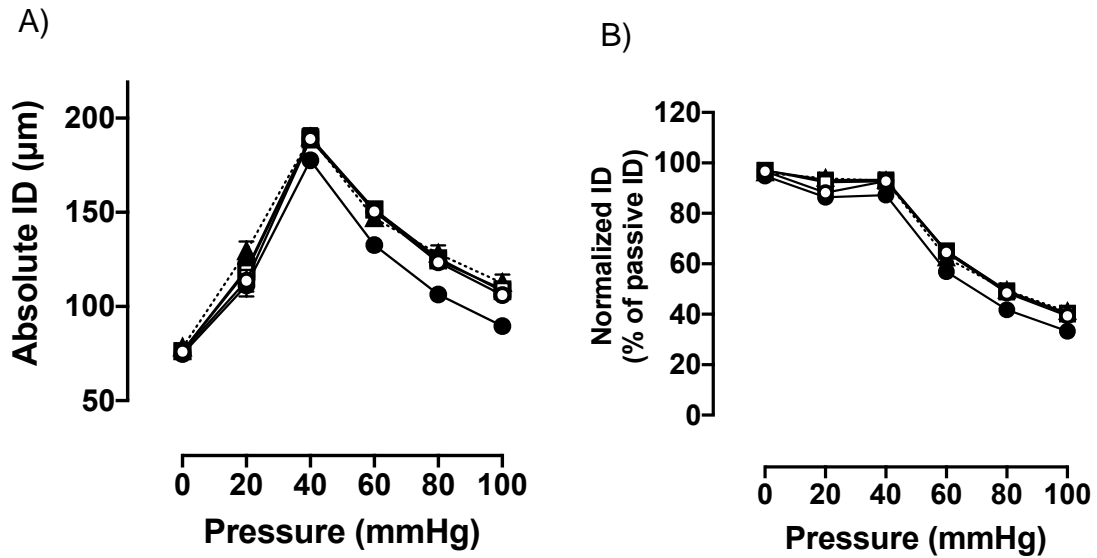 A)
Absolute ID (µm)
200
150
100
50
0 20 40 60 80 100
Pressure (mmHg)
B)
Normalized ID
(% of passive ID)
120
100
80
60
40
20
0
0 20 40 60 80 100
Pressure (mmHg)